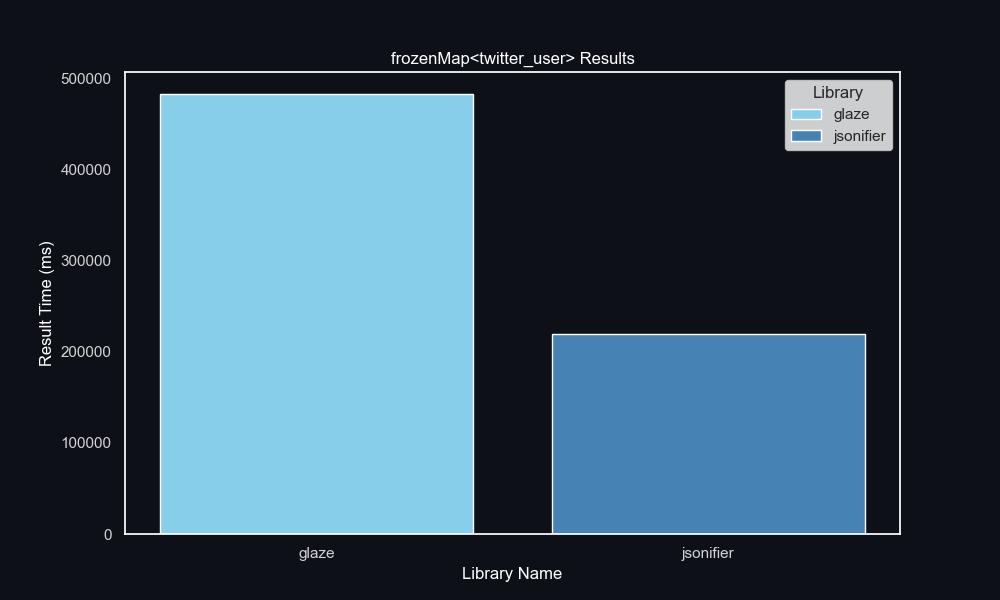 frozenMap<twitter_user> Results
500000
400000
300000
200000
100000
0
Result Time (ms)
Library
glaze
jsonifier
glaze
jsonifier
Library Name